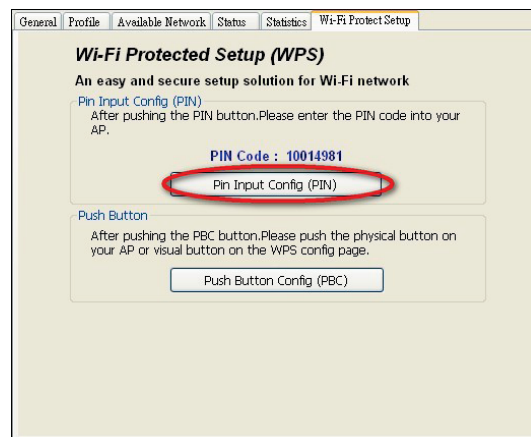 General Profile Available Network Status Statistics Wi-Fi Protect Setup
Wi-Fi Protected Setup (WPS)
An easy and secure setup solution for Wi-Fi network
Pin Input Config (PIN)
After pushing the PIN button.Please enter the PIN code into your
AP.
PIN Code : 10014981
Pin Input Config (PIN)
Push Button
After pushing the PBC button.Please push the physical button on
your AP or visual button on the WPS config page.
Push Button Config (PBC)